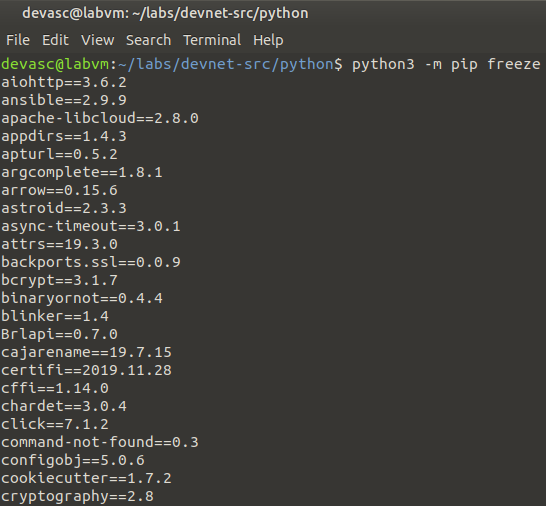 devasc@labvm: ~/labs/devnet-src/python
File Edit View Search Terminal Help
devasc@labvm:~/labs/devnet-src/python$ python3 -m pip freeze
aiohttp==3.6.2
ansible==2.9.9
apache-libcloud==2.8.0
appdirs==1.4.3
apturl==0.5.2
argcomplete==1.8.1
arrow==0.15.6
astroid==2.3.3
async-timeout==3.0.1
attrs==19.3.0
backports.ssl==0.0.9
bcrypt==3.1.7
binaryornot==0.4.4
blinker==1.4
Brlapi==0.7.0
cajarename==19.7.15
certifi==2019.11.28
cffi==1.14.0
chardet==3.0.4
click==7.1.2
command-not-found==0.3
configobj==5.0.6
cookiecutter==1.7.2
cryptography==2.8